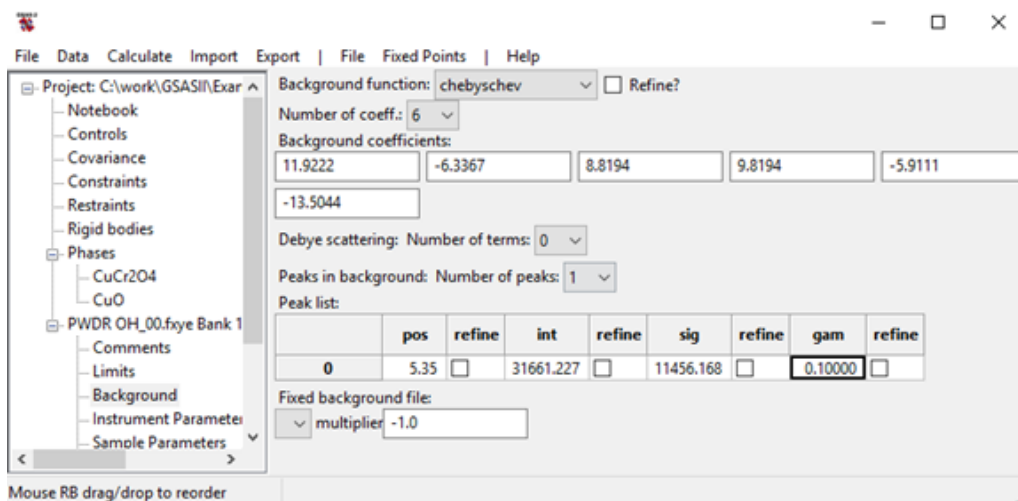 File Data Calculate Import Export | File Fixed Points | Help
Project: C:\work\GSASII\Exar
Notebook
Controls
Covariance
Constraints
Restraints
Rigid bodies
Phases
CuCr2O4
CuO
PWDR OH_00.fxye Bank 1
Comments
Limits
Background
Instrument Parameter
Sample Parameters
Background function: chebyschev Refine?
Number of coeff.: 6
Background coefficients:
11.9222 -6.3367 8.8194 9.8194 -5.9111
-13.5044
Debye scattering: Number of terms: 0
Peaks in background: Number of peaks: 1
Peak list:
pos refine int refine sig refine gam refine
0 5.35 31661.227 11456.168 0.10000
Fixed background file:
multiplier -1.0
Mouse RB drag/drop to reorder